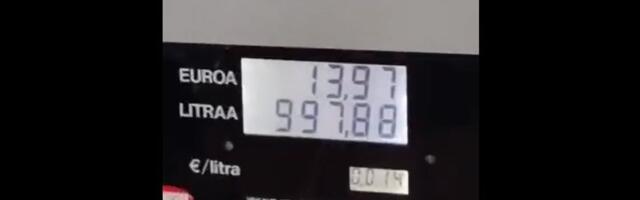 EUROA 13,97
LITRAA 997,88
€/litra 0.014